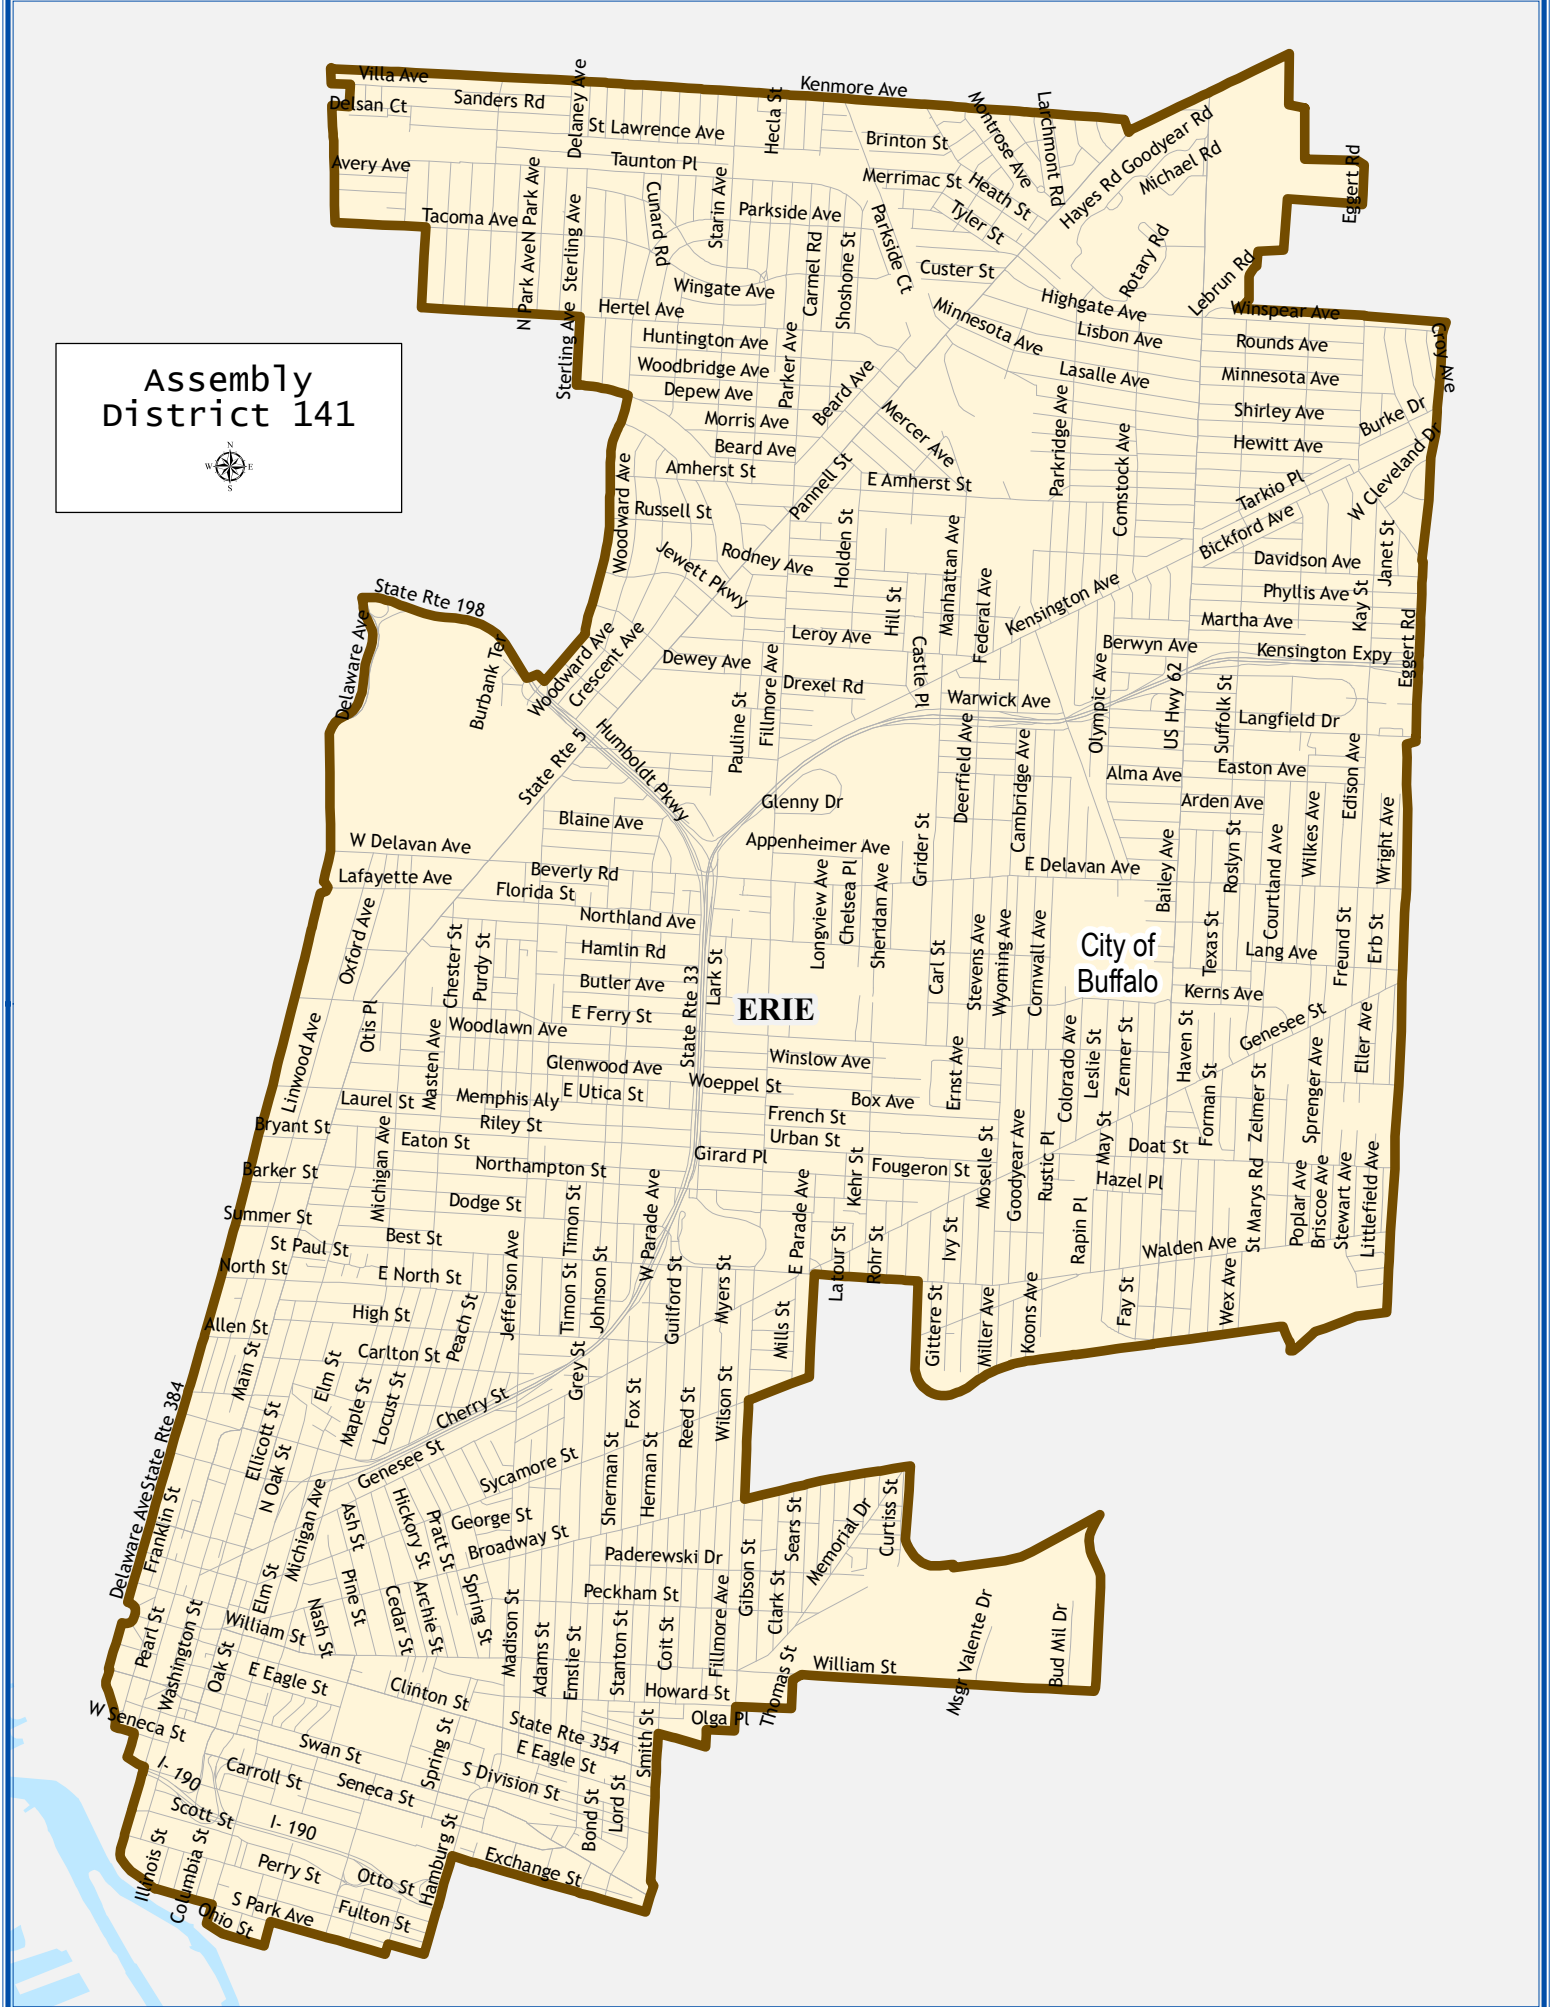 Villa Ave
Kenmore Ave
Delsan Ct
Sanders Rd
Delaney Ave
St Lawrence Ave
Hecla St
Brinton St
Montrose Ave
Larchmont Rd
Hayes Rd
Goodyear Rd
Michael Rd
Eggert Rd
Avery Ave
Taunton Pl
Merrimac St
Heath St
Tacoma Ave
N Park Ave
N Park Ave
Sterling Ave
Cunard Rd
Starin Ave
Parkside Ave
Parkside Ct
Tyler St
Custer St
Rotary Rd
Lebrun Rd
Carmel Rd
Shoshone St
Wingate Ave
Hertel Ave
Highgate Ave
Winspear Ave
Minnesota Ave
Lisbon Ave
Rounds Ave
Croy Ave
Sterling Ave
Huntington Ave
Woodbridge Ave
Parker Ave
Lasalle Ave
Minnesota Ave
Depew Ave
Beard Ave
Assembly
District 141
N
W
E
S
Morris Ave
Beard Ave
Mercer Ave
Parkridge Ave
Comstock Ave
Shirley Ave
Burke Dr
Hewitt Ave
W Cleveland Dr
Amherst St
Pannell St
E Amherst St
Tarkio Pl
Woodward Ave
Russell St
Bickford Ave
Jewett Pkwy
Rodney Ave
Holden St
Manhattan Ave
Davidson Ave
Janet St
Phyllis Ave
Kay St
State Rte 198
Hill St
Federal Ave
Kensington Ave
Martha Ave
Delaware Ave
Burbank Ter
Woodward Ave
Crescent Ave
Leroy Ave
Castle Pl
Berwyn Ave
Kensington Expy
Eggert Rd
Dewey Ave
Fillmore Ave
Drexel Rd
Warwick Ave
Olympic Ave
US Hwy 62
Suffolk St
Langfield Dr
State Rte 5
Humboldt Pkwy
Pauline St
Deerfield Ave
Cambridge Ave
Alma Ave
Easton Ave
Edison Ave
Glenny Dr
Arden Ave
Blaine Ave
Appenheimer Ave
Grider St
E Delavan Ave
Bailey Ave
Roslyn St
Courtland Ave
Wilkes Ave
Wright Ave
W Delavan Ave
Lafayette Ave
Beverly Rd
Florida St
Northland Ave
Longview Ave
Chelsea Pl
Sheridan Ave
Oxford Ave
Chester St
Purdy St
Hamlin Rd
Butler Ave
State Rte 33
Lark St
Carl St
Stevens Ave
Wyoming Ave
Cornwall Ave
City of
Buffalo
Texas St
Lang Ave
Freund St
Erb St
Kerns Ave
Genesee St
ERIE
Otis Pl
Woodlawn Ave
E Ferry St
Linwood Ave
Masten Ave
Glenwood Ave
Winslow Ave
Ernst Ave
Colorado Ave
Leslie St
Zenner St
Haven St
Eller Ave
Laurel St
Memphis Aly
E Utica St
Woeppel St
Box Ave
Forman St
Zelmer St
Sprenger Ave
Bryant St
Riley St
French St
Eaton St
Urban St
Michigan Ave
Girard Pl
Moselle St
Goodyear Ave
Rustic Pl
E May St
Doat St
Barker St
Northampton St
Kehr St
Fougeron St
Hazel Pl
Dodge St
Timon St
W Parade Ave
E Parade Ave
St Marys Rd
Poplar Ave
Briscoe Ave
Stewart Ave
Littlefield Ave
Summer St
St Paul St
Best St
Rapin Pl
Walden Ave
Ivy St
North St
E North St
Jefferson Ave
Timon St
Johnson St
Guilford St
Myers St
Latour St
Rohr St
High St
Peach St
Mills St
Gittere St
Miller Ave
Koons Ave
Fay St
Wex Ave
Allen St
Main St
Carlton St
Elm St
Maple St
Locust St
Grey St
Delaware Ave
State Rte 384
Cherry St
Fox St
Reed St
Wilson St
Ellicott St
N Oak St
Genesee St
Sycamore St
Sherman St
Herman St
Franklin St
Michigan Ave
Ash St
Hickory St
Pratt St
George St
Broadway St
Sears St
Memorial Dr
Curtiss St
Paderewski Dr
Gibson St
Elm St
Pine St
Cedar St
Archie St
Spring St
Peckham St
Clark St
Pearl St
Washington St
William St
Nash St
Madison St
Adams St
Emslie St
Stanton St
Coit St
Fillmore Ave
Oak St
E Eagle St
Clinton St
Howard St
Thomas St
William St
Msgr Valente Dr
Bud Mil Dr
W Seneca St
State Rte 354
Olga Pl
Swan St
Spring St
E Eagle St
Smith St
I- 190
Carroll St
Seneca St
S Division St
Bond St
Lord St
Scott St
I- 190
Illinois St
Columbia St
Perry St
Otto St
Hamburg St
Exchange St
Ohio St
S Park Ave
Fulton St